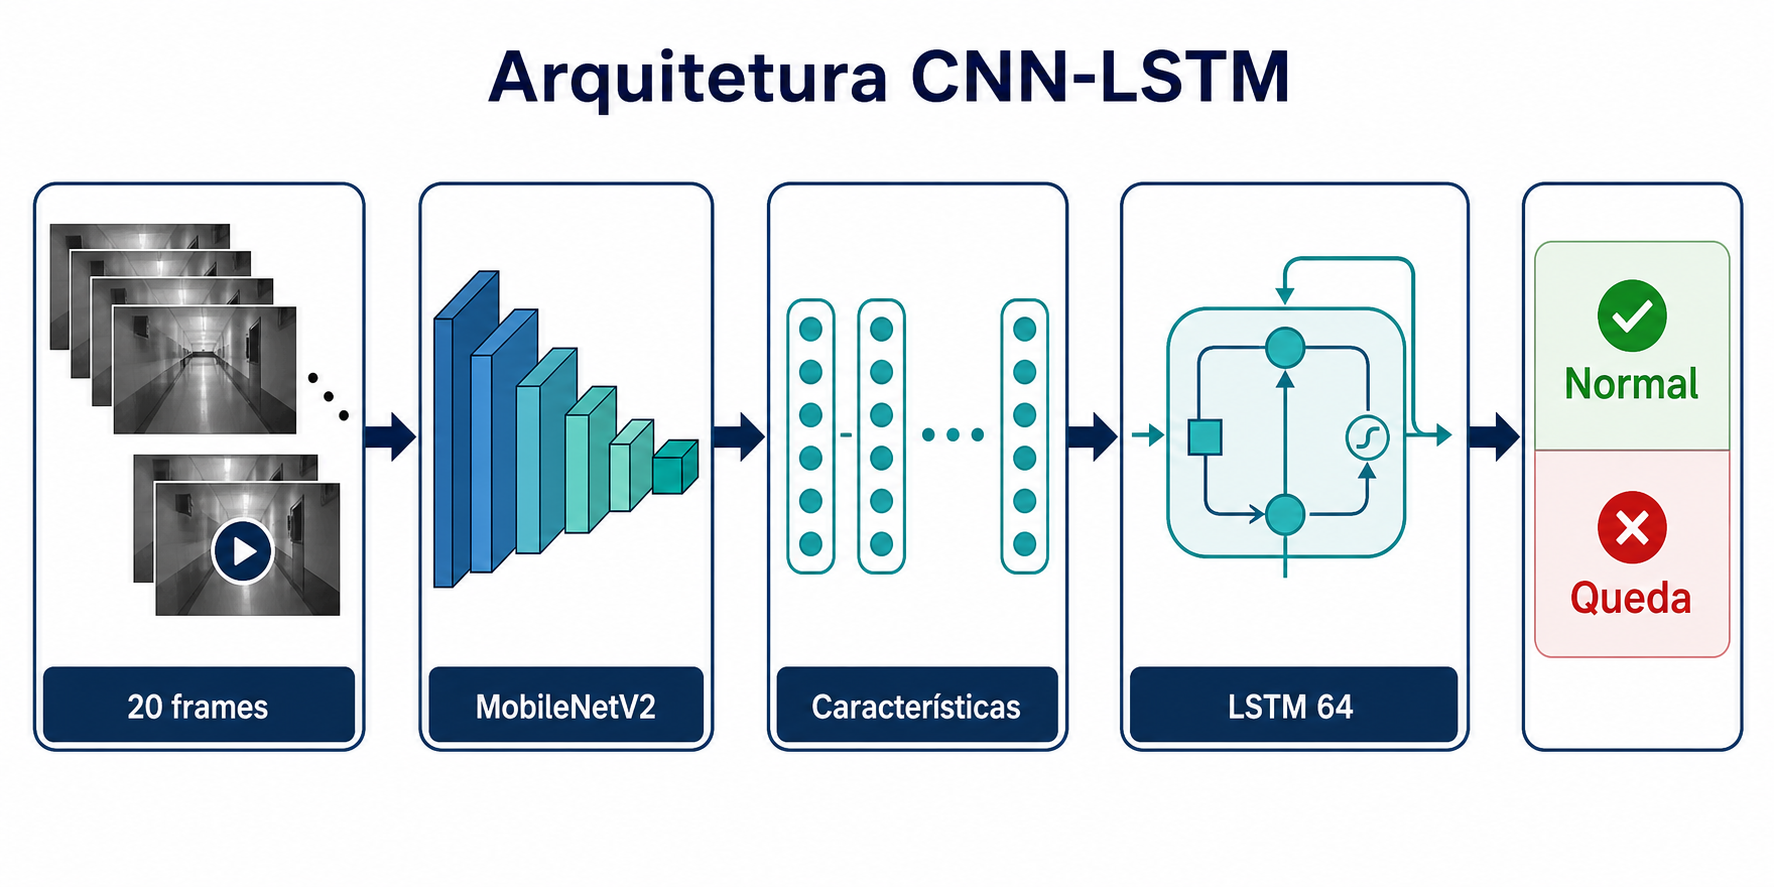 Arquitetura CNN-LSTM
20 frames
MobileNetV2
Características
LSTM 64
Normal
Queda